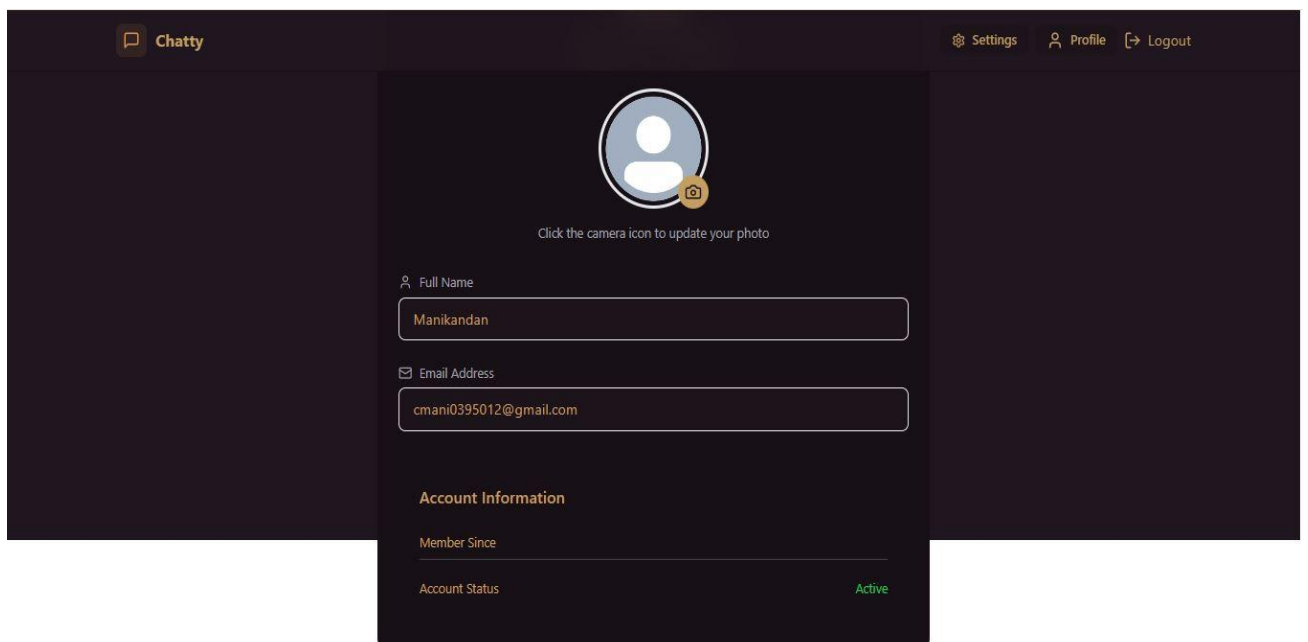 Chatty
Settings Profile Logout
Click the camera icon to update your photo
Full Name
Manikandan
Email Address
cmani0395012@gmail.com
Account Information
Member Since
Account Status Active